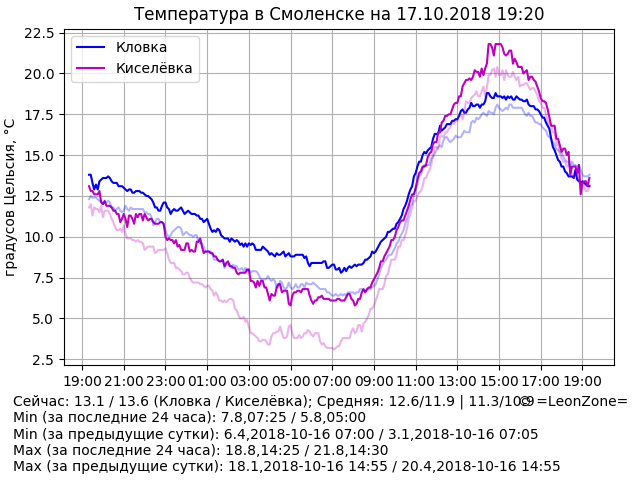 Температура в Смоленске на 17.10.2018 19:20
градусов Цельсия, °C
22.5
20.0
17.5
15.0
12.5
10.0
7.5
5.0
2.5
Кловка
Киселёвка
19:00 21:00 23:00 01:00 03:00 05:00 07:00 09:00 11:00 13:00 15:00 17:00 19:00
Сейчас: 13.1 / 13.6 (Кловка / Киселёвка); Средняя: 12.6/11.9 | 11.3/10.9 =LeonZone=
Min (за последние 24 часа): 7.8,07:25 / 5.8,05:00
Min (за предыдущие сутки): 6.4,2018-10-16 07:00 / 3.1,2018-10-16 07:05
Max (за последние 24 часа): 18.8,14:25 / 21.8,14:30
Max (за предыдущие сутки): 18.1,2018-10-16 14:55 / 20.4,2018-10-16 14:55